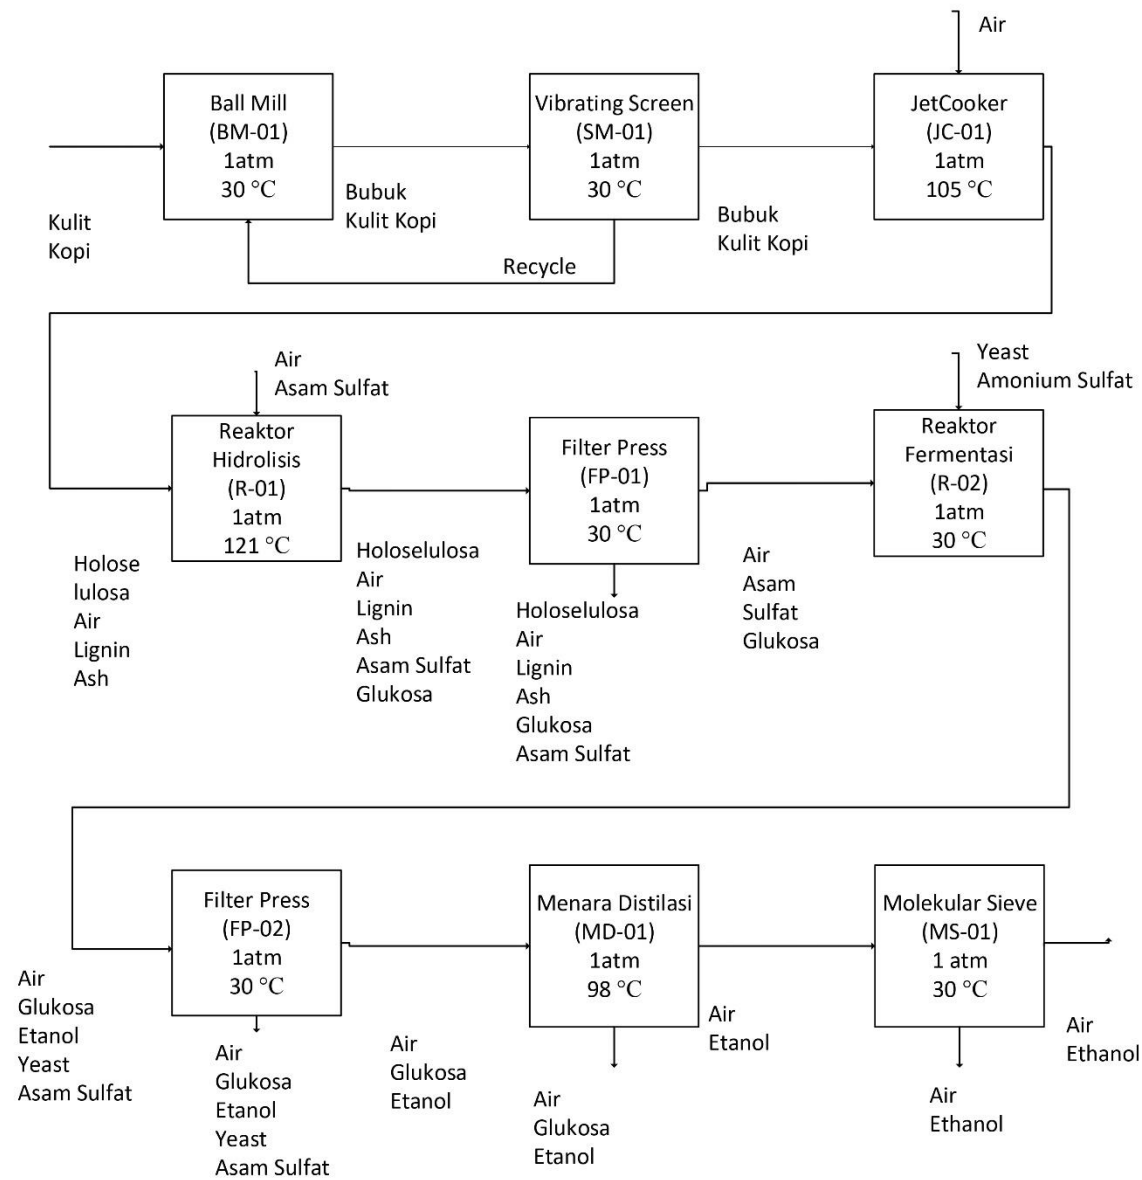 Air
Ball Mill
(BM-01)
1atm
30 °C
Vibrating Screen
(SM-01)
1atm
30 °C
JetCooker
(JC-01)
1atm
105 °C
Kulit
Kopi
Bubuk
Kulit Kopi
Recycle
Bubuk
Kulit Kopi
Air
Asam Sulfat
Yeast
Amonium Sulfat
Reaktor
Hidrolisis
(R-01)
1atm
121 °C
Filter Press
(FP-01)
1atm
30 °C
Reaktor
Fermentasi
(R-02)
1atm
30 °C
Holose
lulosa
Air
Lignin
Ash
Holoselulosa
Air
Lignin
Ash
Asam Sulfat
Glukosa
Holoselulosa
Air
Lignin
Ash
Glukosa
Asam Sulfat
Air
Asam
Sulfat
Glukosa
Filter Press
(FP-02)
1atm
30 °C
Menara Distilasi
(MD-01)
1atm
98 °C
Molekular Sieve
(MS-01)
1 atm
30 °C
Air
Glukosa
Etanol
Yeast
Asam Sulfat
Air
Glukosa
Etanol
Yeast
Asam Sulfat
Air
Glukosa
Etanol
Air
Glukosa
Etanol
Air
Etanol
Air
Ethanol
Air
Ethanol